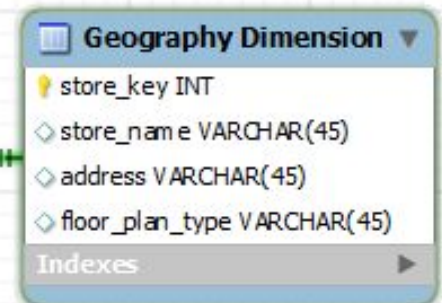 Geography Dimension
store_key INT
store_name VARCHAR(45)
address VARCHAR(45)
floor_plan_type VARCHAR(45)
Indexes